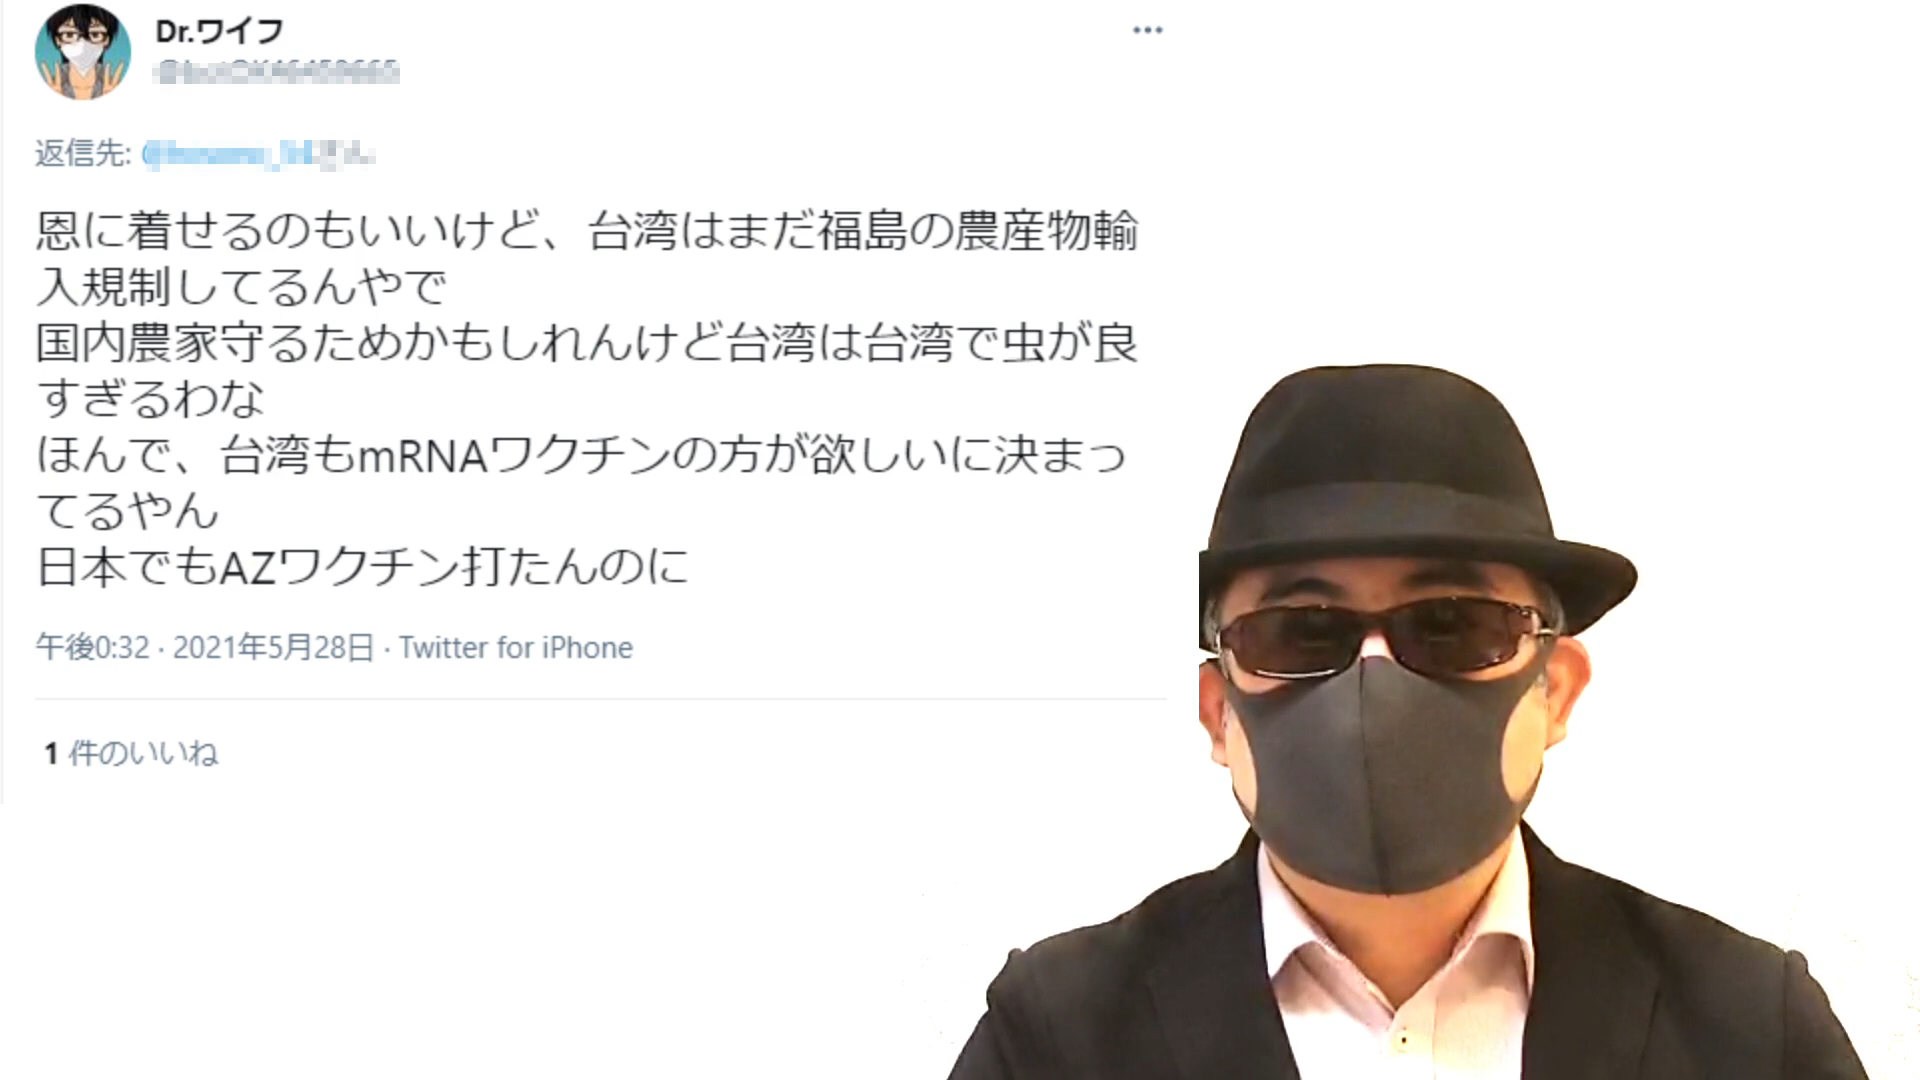 Dr.ワイフ
返信先:
恩に着せるのもいいけど、台湾はまだ福島の農産物輸
入規制してるんやで
国内農家守るためかもしれんけど台湾は台湾で虫が良
すぎるわな
ほんで、台湾もmRNAワクチンの方が欲しいに決まっ
てるやん
日本でもAZワクチン打たんのに
午後0:32 · 2021年5月28日 · Twitter for iPhone
1 件のいいね